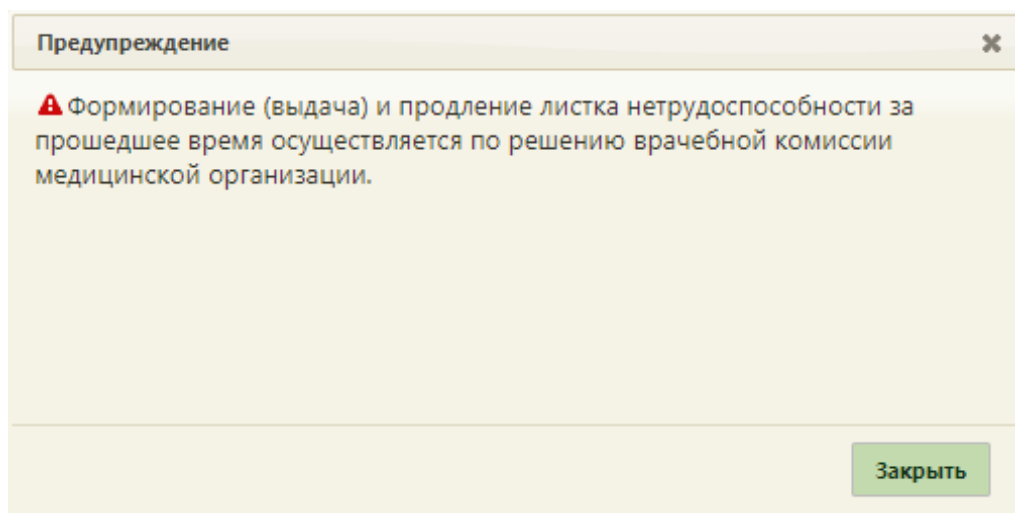 Предупреждение
Формирование (выдача) и продление листка нетрудоспособности за
прошедшее время осуществляется по решению врачебной комиссии
медицинской организации.
Закрыть